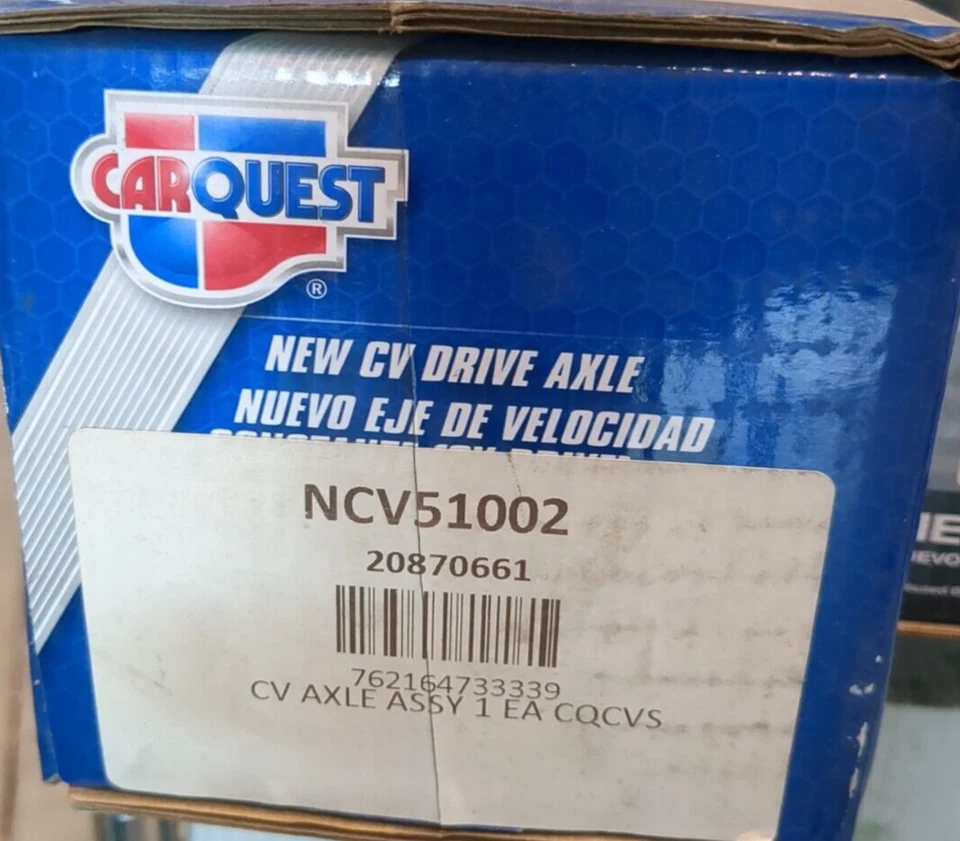 CARQUEST
®
NEW CV DRIVE AXLE
NUEVO EJE DE VELOCIDAD
NCV51002
20870661
762164733339
CV AXLE ASSY 1 EA CQCVS